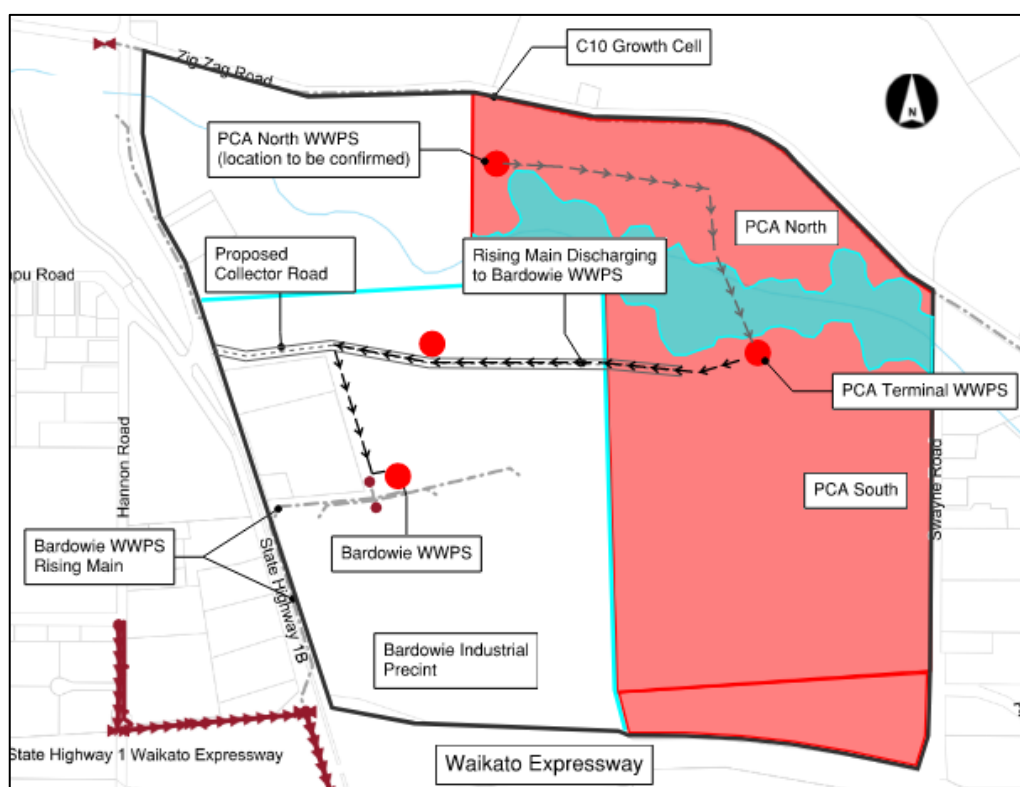 C10 Growth Cell
Zig Zag Road
N
PCA North WWPS
(location to be confirmed)
PCA North
Proposed
Collector Road
Rising Main Discharging
to Bardowie WWPS
pu Road
PCA Terminal WWPS
Hannon Road
PCA South
Swayne Road
Bardowie WWPS
Rising Main
Bardowie WWPS
State Highway 1B
Bardowie Industrial
Precint
State Highway 1 Waikato Expressway
Waikato Expressway